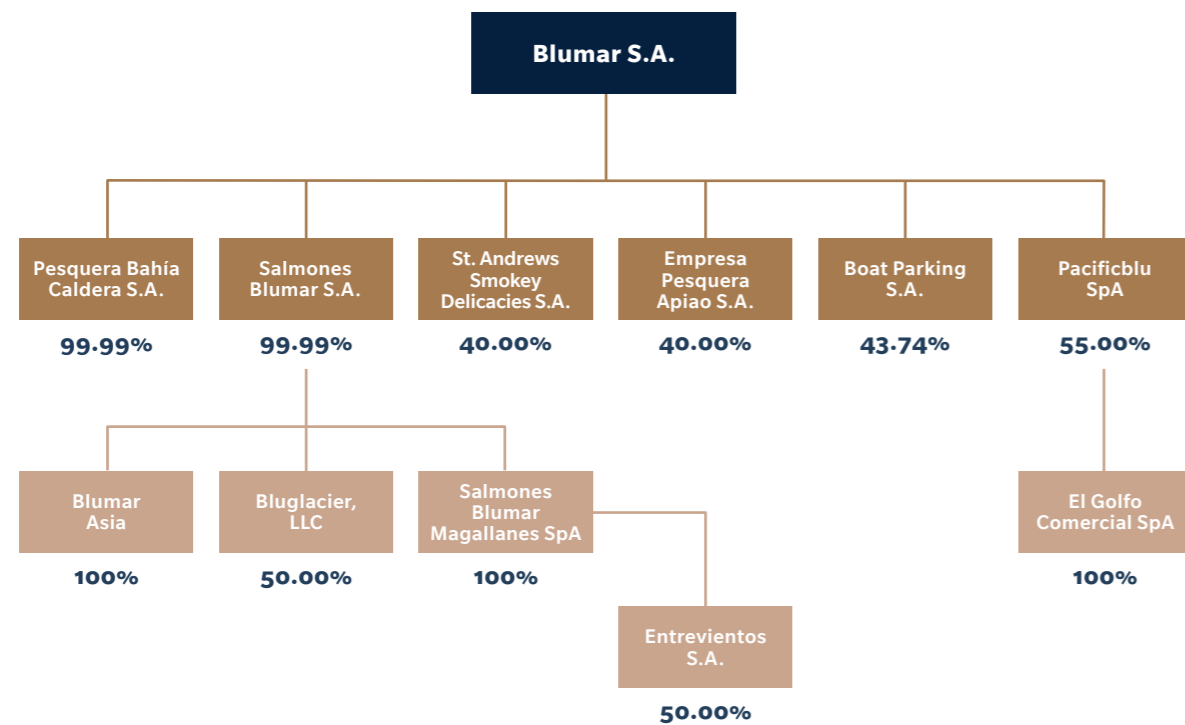 Blumar S.A.
Pesquera Bahía
Caldera S.A.
99.99%
Salmones
Blumar S.A.
99.99%
St. Andrews
Smokey
Delicacies S.A.
40.00%
Empresa
Pesquera
Apiao S.A.
40.00%
Boat Parking
S.A.
43.74%
Pacificblu
SpA
55.00%
Blumar
Asia
100%
Bluglacier,
LLC
50.00%
Salmones
Blumar
Magallanes SpA
100%
El Golfo
Comercial SpA
100%
Entrevientos
S.A.
50.00%